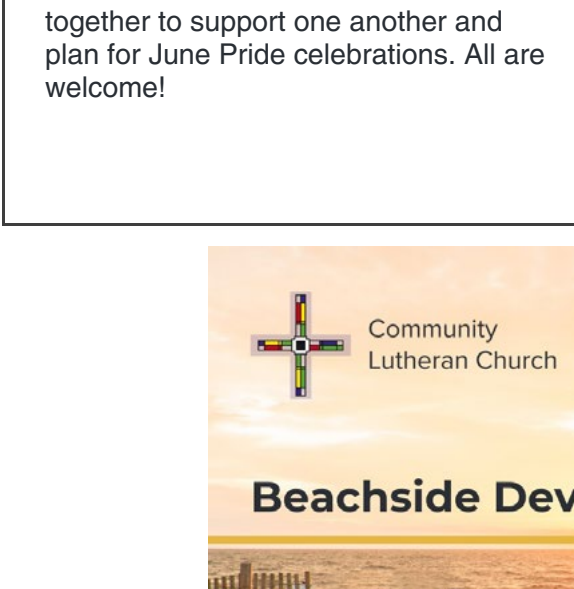 together to support one another and
plan for June Pride celebrations. All are
welcome!
Community
Lutheran Church
Beachside Dev